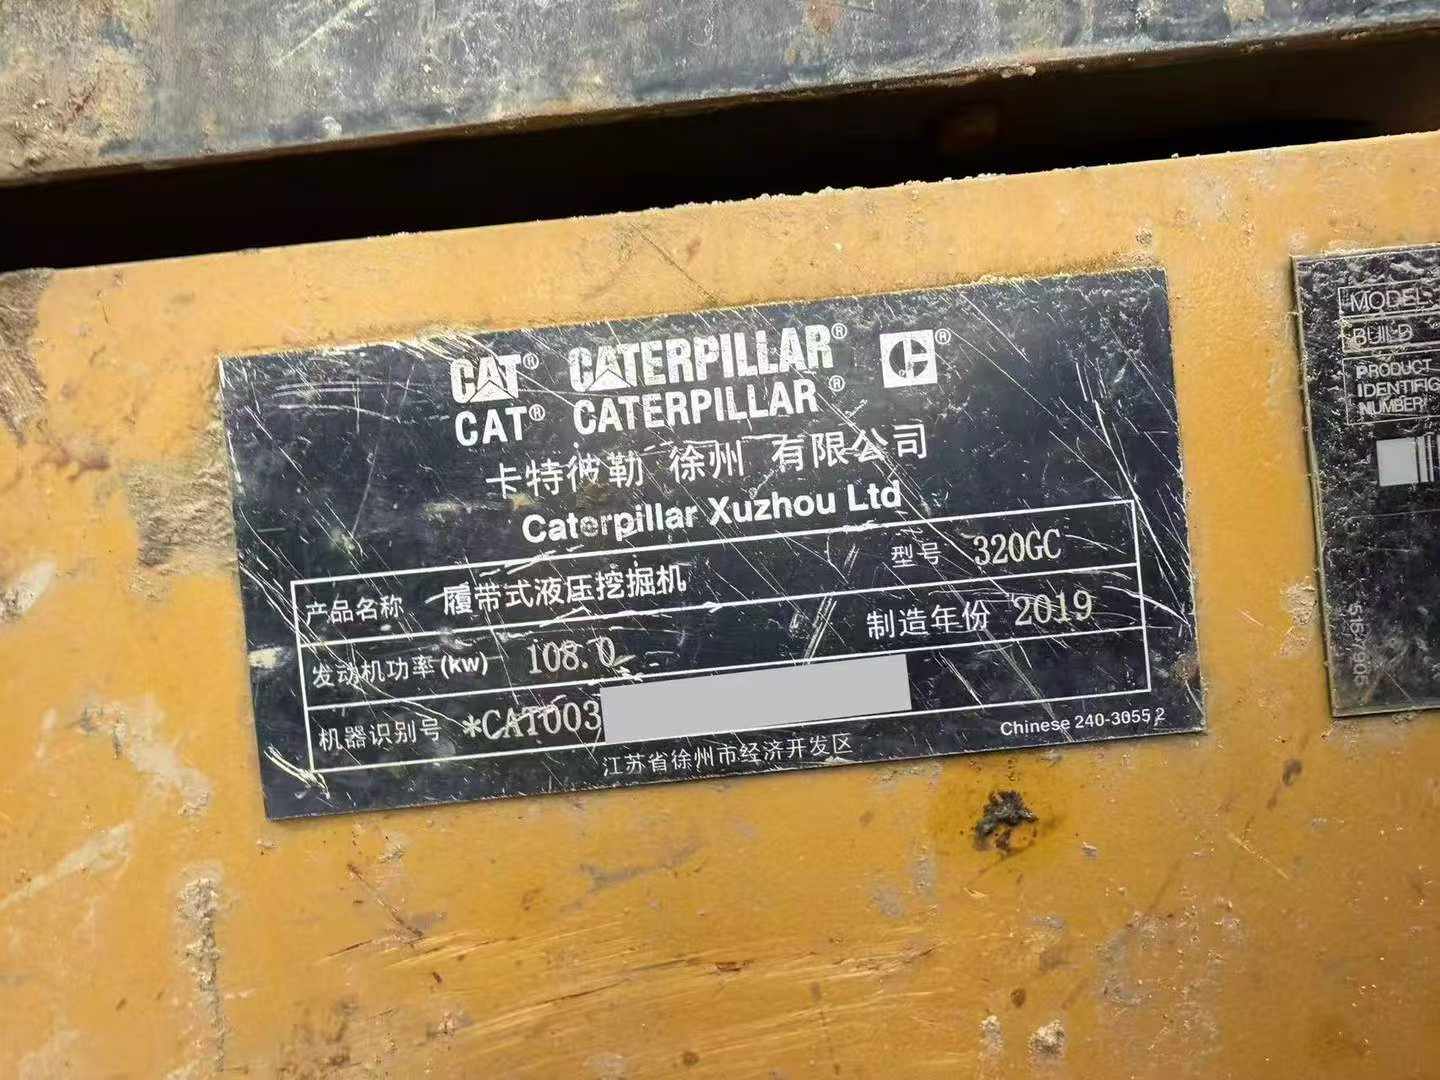 CAT® CATERPILLAR® C®
CAT® CATERPILLAR®
卡特彼勒 徐州 有限公司
Caterpillar Xuzhou Ltd
产品名称 履带式液压挖掘机 型号 320GC
发动机功率(kw) 108.0 制造年份 2019
机器识别号 *CAT003
江苏省徐州市经济开发区
Chinese 240-3055 2
MODEL
BUILD
PRODUCT
IDENTIFIC
NUMBER